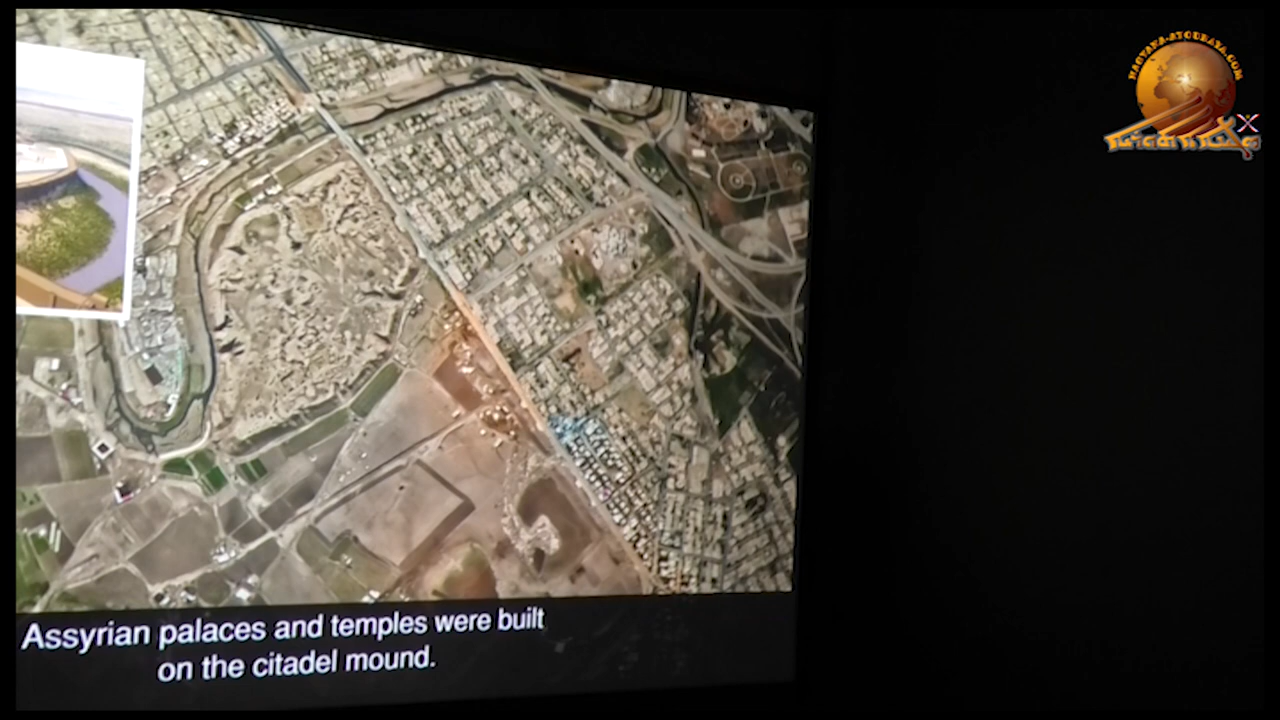 Assyrian palaces and temples were built
on the citadel mound.